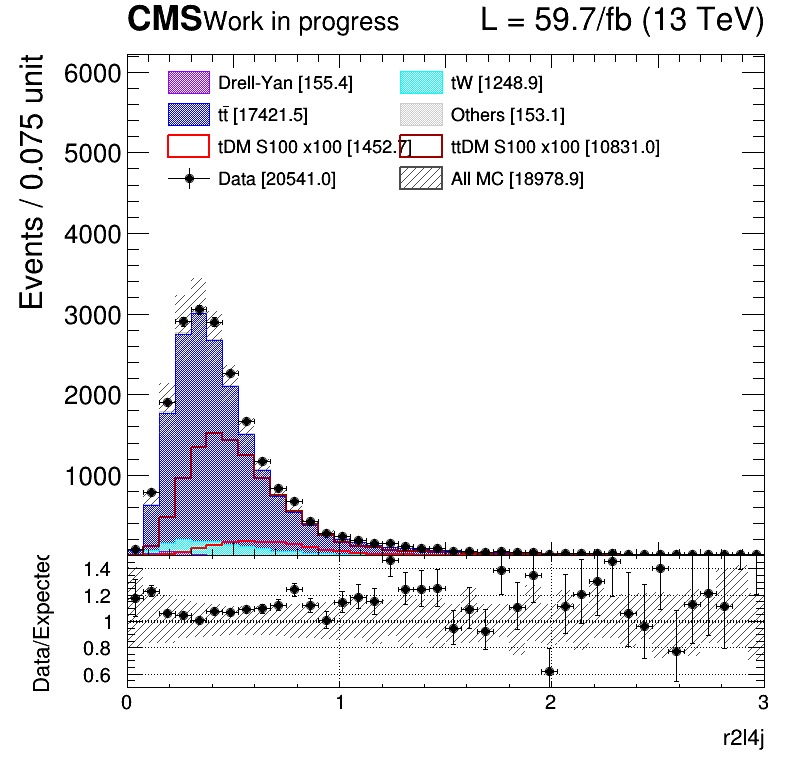 CMS Work in progress L = 59.7/fb (13 TeV)
Events / 0.075 unit
6000
5000
4000
3000
2000
1000
Drell-Yan [155.4] tW [1248.9]
tt̄ [17421.5] Others [153.1]
tDM S100 x100 [1452.7] ttDM S100 x100 [10831.0]
Data [20541.0] All MC [18978.9]
Data/Expected
1.4
1.2
1
0.8
0.6
0 1 2 3
r2l4j